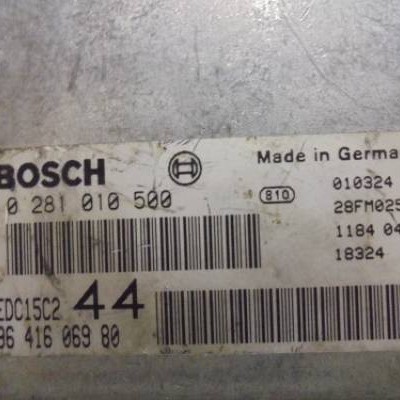 BOSCH
Made in Germa
0 281 010 500
810
010324
28FM025
1184 04
18324
EDC15C2 44
96 416 069 80